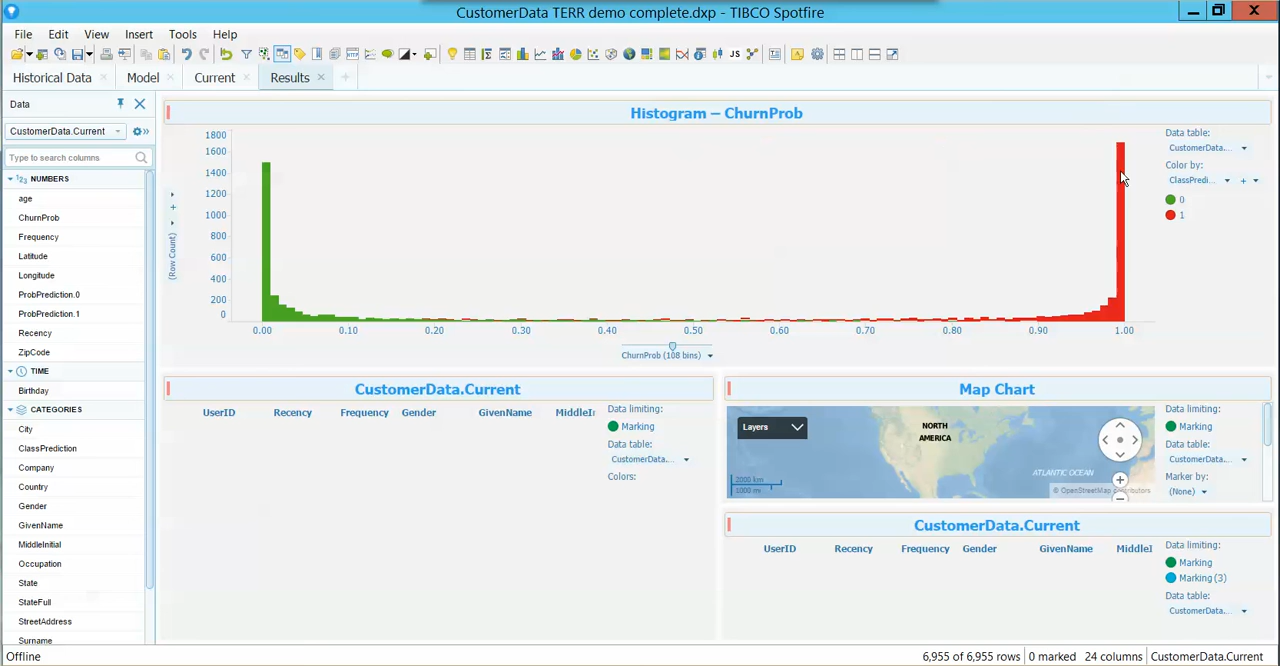 CustomerData TERR demo complete.dxp - TIBCO Spotfire
File Edit View Insert Tools Help
Historical Data Model Current Results
Data
CustomerData.Current
Type to search columns
NUMBERS
age
ChurnProb
Frequency
Latitude
Longitude
ProbPrediction.0
ProbPrediction.1
Recency
ZipCode
TIME
Birthday
CATEGORIES
City
ClassPrediction
Company
Country
Gender
GivenName
MiddleInitial
Occupation
State
StateFull
StreetAddress
Surname
Histogram – ChurnProb
(Row Count)
1800
1600
1400
1200
1000
800
600
400
200
0
0.00 0.10 0.20 0.30 0.40 0.50 0.60 0.70 0.80 0.90 1.00
ChurnProb (108 bins)
Data table:
CustomerData....
Color by:
ClassPredi...
0
1
CustomerData.Current
UserID Recency Frequency Gender GivenName MiddleIn
Data limiting:
Marking
Data table:
CustomerData....
Colors:
Map Chart
Layers
NORTH
AMERICA
ATLANTIC OCEAN
2000 km
1000 mi
© OpenStreetMap contributors
Data limiting:
Marking
Data table:
CustomerData....
Marker by:
(None)
CustomerData.Current
UserID Recency Frequency Gender GivenName MiddleI
Data limiting:
Marking
Marking (3)
Data table:
CustomerData....
Offline
6,955 of 6,955 rows 0 marked 24 columns CustomerData.Current